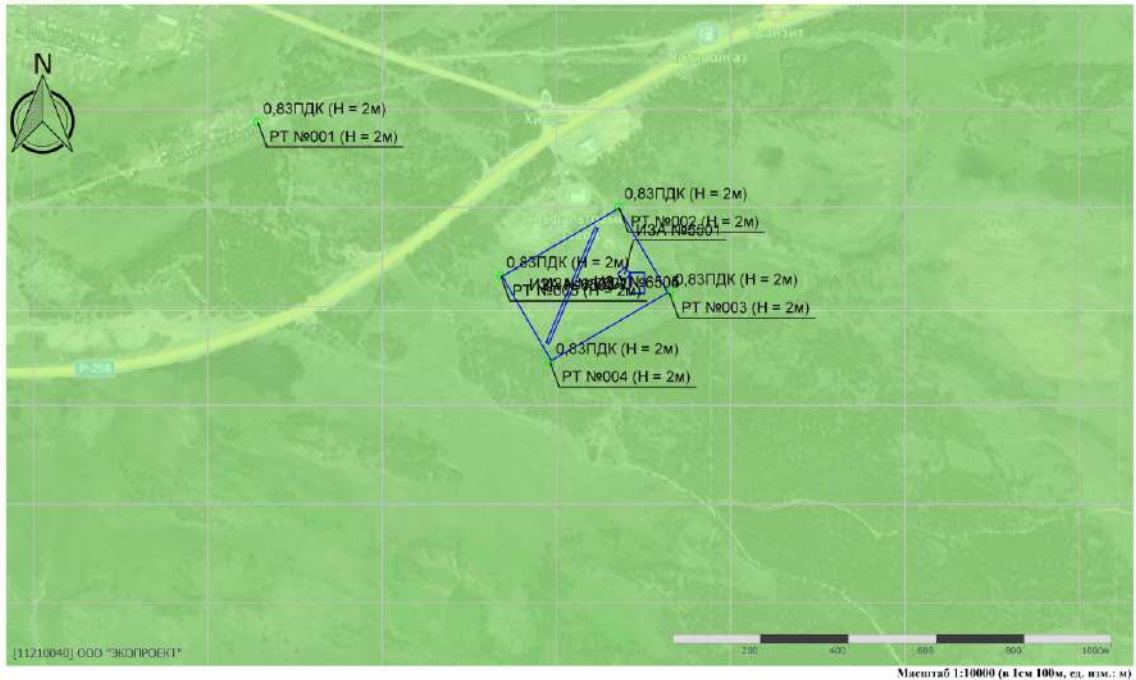 N
0,83ПДК (H = 2м)
РТ №001 (H = 2м)
0,83ПДК (H = 2м)
РТ №002 (H = 2м)
0,83ПДК (H = 2м)
0,83ПДК (H = 2м)
РТ №003 (H = 2м)
0,83ПДК (H = 2м)
РТ №004 (H = 2м)
Р-258
200 400 600 800 1000м
[11210040] ООО "ЭКОПРОЕКТ"
Масштаб 1:10000 (в 1см 100м, ед. изм.: м)